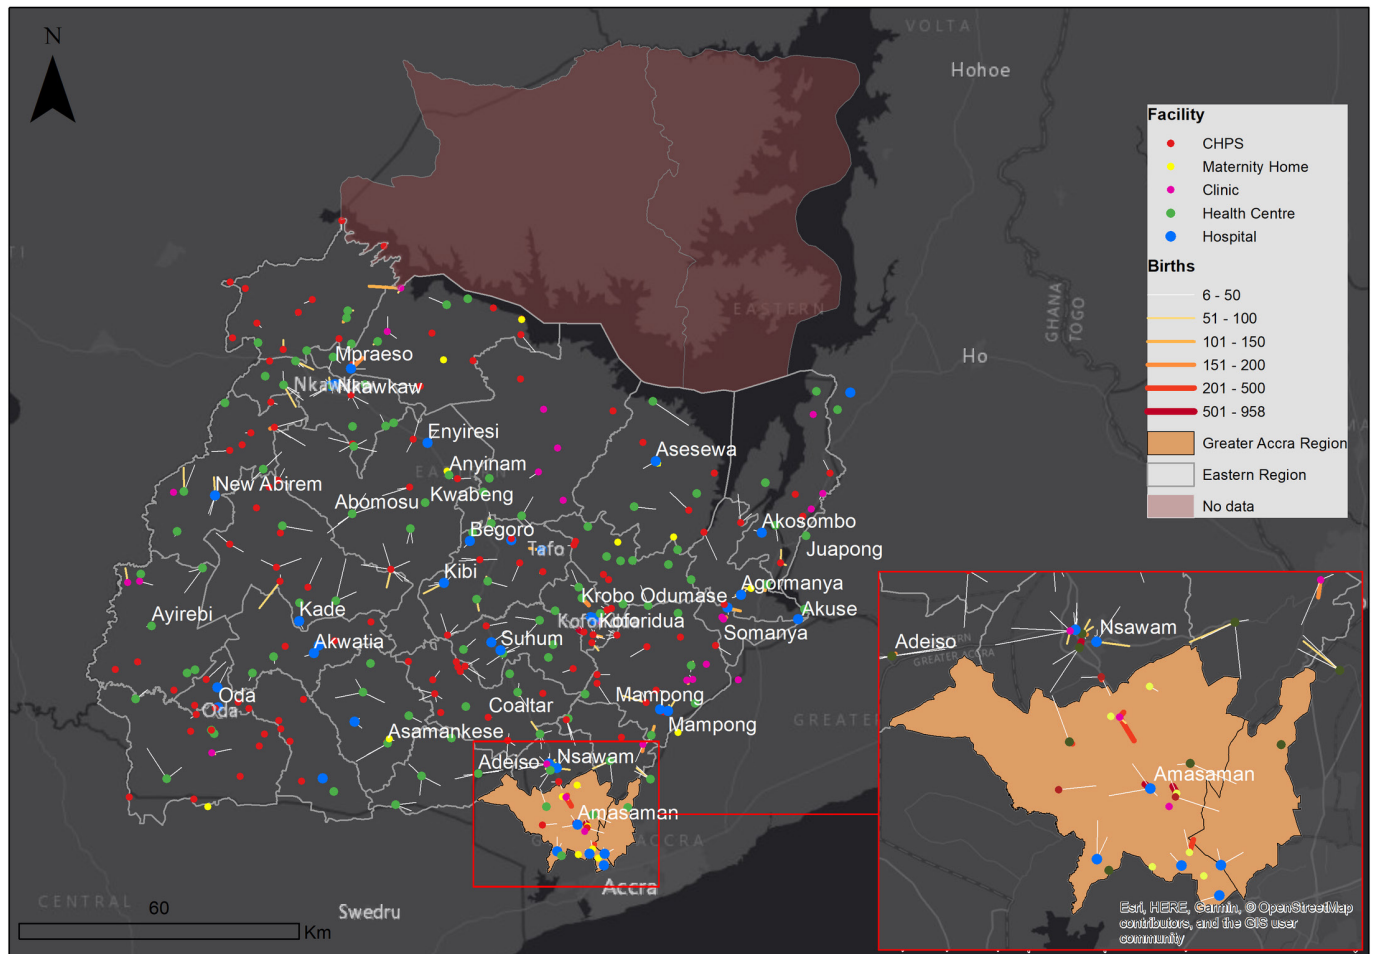 N
VOLTA
Hohoe
Facility
CHPS
Maternity Home
Clinic
Health Centre
Hospital
Births
6 - 50
51 - 100
101 - 150
151 - 200
201 - 500
501 - 958
Greater Accra Region
Eastern Region
No data
GHANA
TOGO
EASTERN
Ho
Mpraeso
Nkawkaw
Enyiresi
Asesewa
Anyinam
New Abirem
Kwabeng
Abomosu
Begoro
Tafo
Akosombo
Juapong
Kibi
Agormanya
Krobo Odumase
Ayirebi
Kade
Koforidua
Akuse
Somanya
Akwatia
Suhum
Oda
Oda
Mampong
Coaltar
Mampong
Asamankese
GREATER
Adeiso
Nsawam
Amasaman
ACCRA
Accra
CENTRAL
Swedru
60
Km
Adeiso
Nsawam
GREATER ACCRA
Amasaman
Esri, HERE, Garmin, © OpenStreetMap
contributors, and the GIS user
community